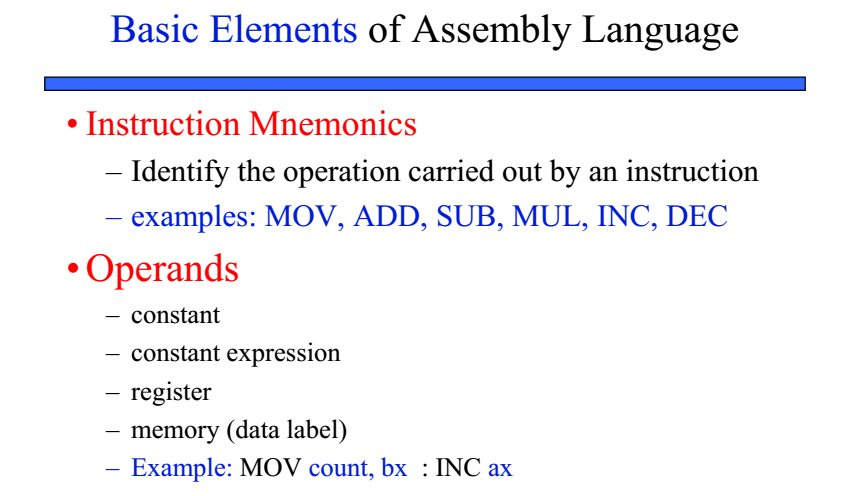 Basic Elements of Assembly Language
• Instruction Mnemonics
– Identify the operation carried out by an instruction
– examples: MOV, ADD, SUB, MUL, INC, DEC
• Operands
– constant
– constant expression
– register
– memory (data label)
– Example: MOV count, bx : INC ax